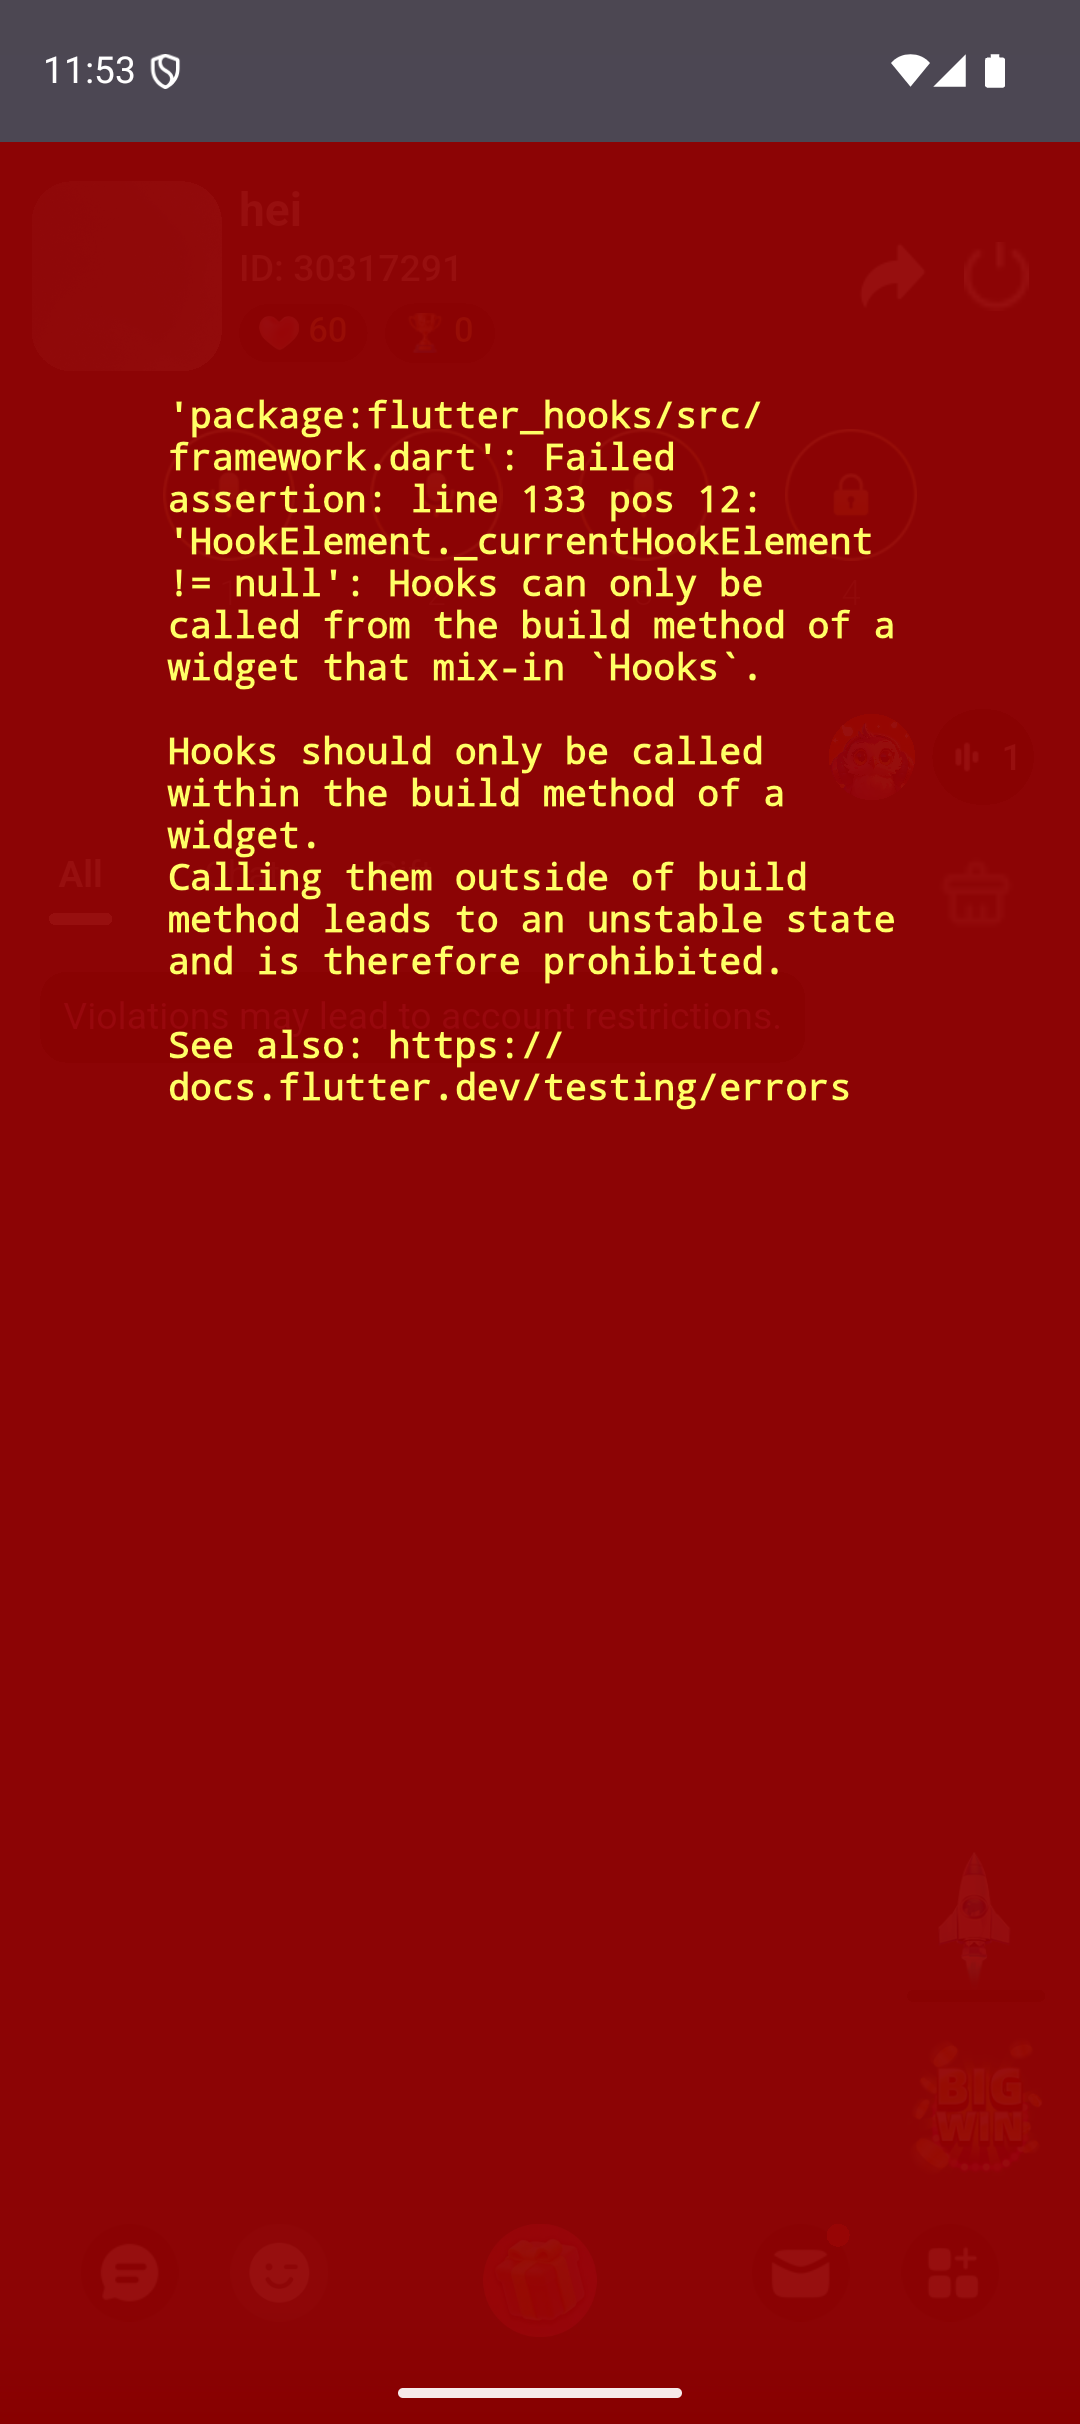 11:53
hei
ID: 30317291
60 0
'package:flutter_hooks/src/
framework.dart': Failed
assertion: line 133 pos 12:
'HookElement._currentHookElement
!= null': Hooks can only be
called from the build method of a
widget that mix-in `Hooks`.
4
Hooks should only be called
within the build method of a
widget.
1
All
Calling them outside of build
method leads to an unstable state
and is therefore prohibited.
Violations may lead to account restrictions.
See also: https://
docs.flutter.dev/testing/errors
BIG
WIN